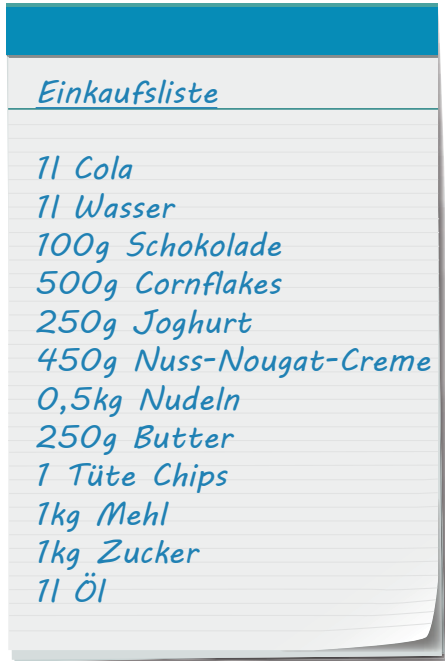 Einkaufsliste
1l Cola
1l Wasser
100g Schokolade
500g Cornflakes
250g Joghurt
450g Nuss-Nougat-Creme
0,5kg Nudeln
250g Butter
1 Tüte Chips
1kg Mehl
1kg Zucker
1l Öl